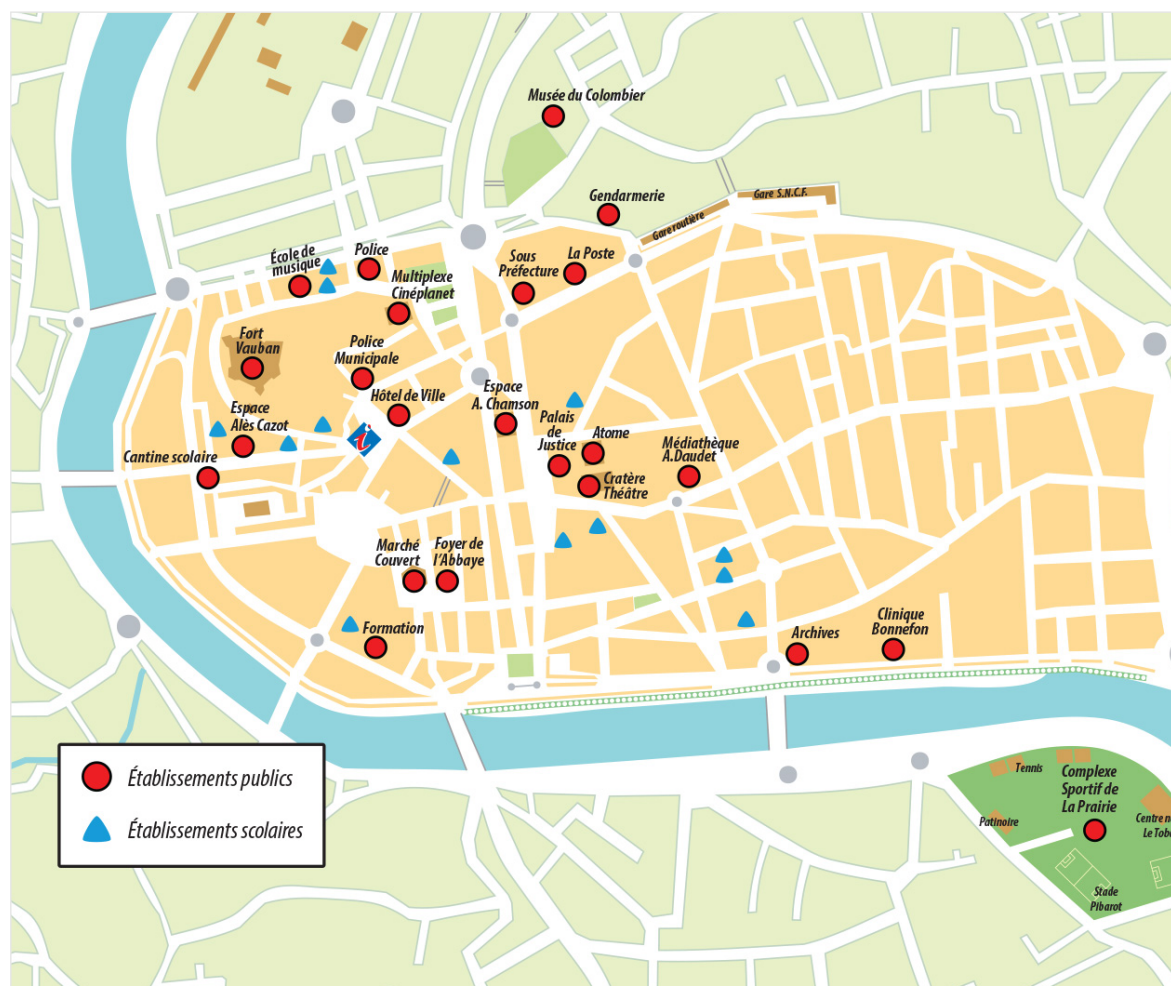 Musée du Colombier
Gendarmerie
Gare S.N.C.F.
Gare routière
École de
musique
Police
Sous
Préfecture
La Poste
Multiplexe
Cinéplanet
Fort
Vauban
Police
Municipale
Hôtel de Ville
Espace
A. Chamson
Espace
Alès Cazot
Palais
de
Justice
Atome
Médiathèque
A.Daudet
Cantine scolaire
i
Cratère
Théâtre
Marché
Couvert
Foyer de
l'Abbaye
Formation
Archives
Clinique
Bonnefon
Établissements publics
Établissements scolaires
Tennis
Complexe
Sportif de
La Prairie
Patinoire
Centre n
Le Tob
Stade
Pibarot